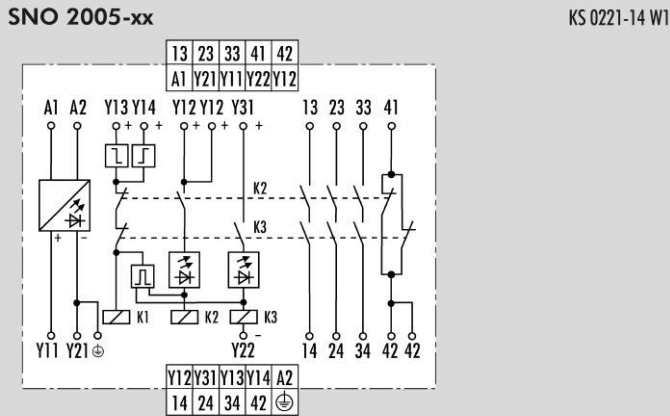 SNO 2005-xx
KS 0221-14 W1
13 23 33 41 42
A1 Y21 Y11 Y22 Y12
A1 A2 Y13 Y14 Y12 Y12 Y31 13 23 33 41
+ + + +
K2
K3
+ −
K1 K2 K3
−
Y11 Y21 Y22 14 24 34 42 42
Y12 Y31 Y13 Y14 A2
14 24 34 42